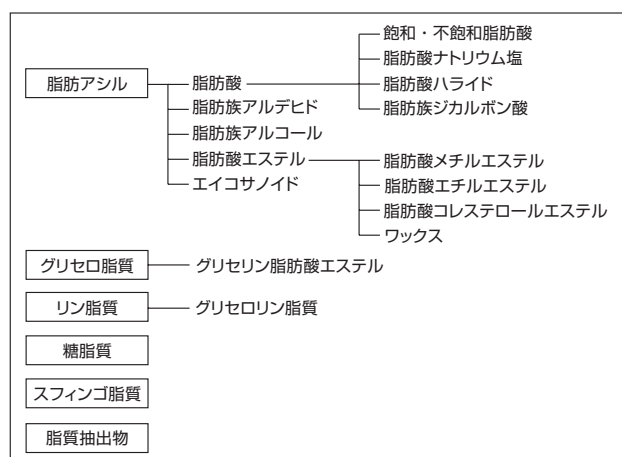 飽和・不飽和脂肪酸
脂肪酸ナトリウム塩
脂肪アシル 脂肪酸 脂肪酸ハライド
脂肪族アルデヒド 脂肪族ジカルボン酸
脂肪族アルコール
脂肪酸エステル 脂肪酸メチルエステル
エイコサノイド 脂肪酸エチルエステル
脂肪酸コレステロールエステル
ワックス
グリセロ脂質 グリセリン脂肪酸エステル
リン脂質 グリセロリン脂質
糖脂質
スフィンゴ脂質
脂質抽出物